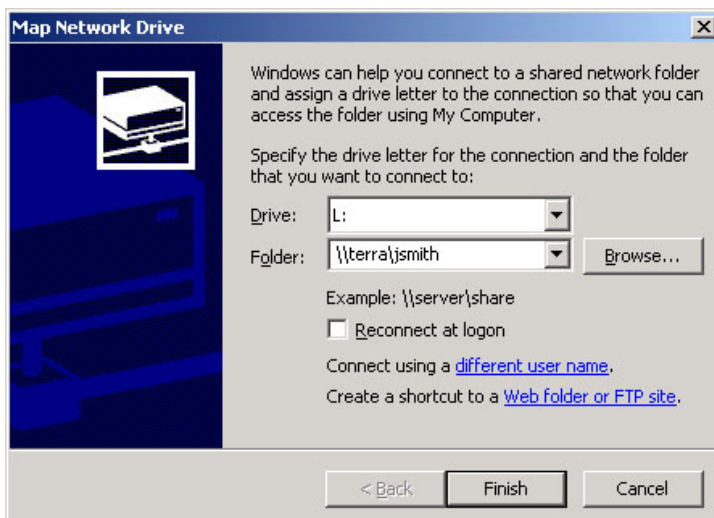 Map Network Drive
Windows can help you connect to a shared network folder
and assign a drive letter to the connection so that you can
access the folder using My Computer.
Specify the drive letter for the connection and the folder
that you want to connect to:
Drive: L:
Folder: \\terra\jsmith Browse...
Example: \\server\share
Reconnect at logon
Connect using a different user name.
Create a shortcut to a Web folder or FTP site.
< Back Finish Cancel